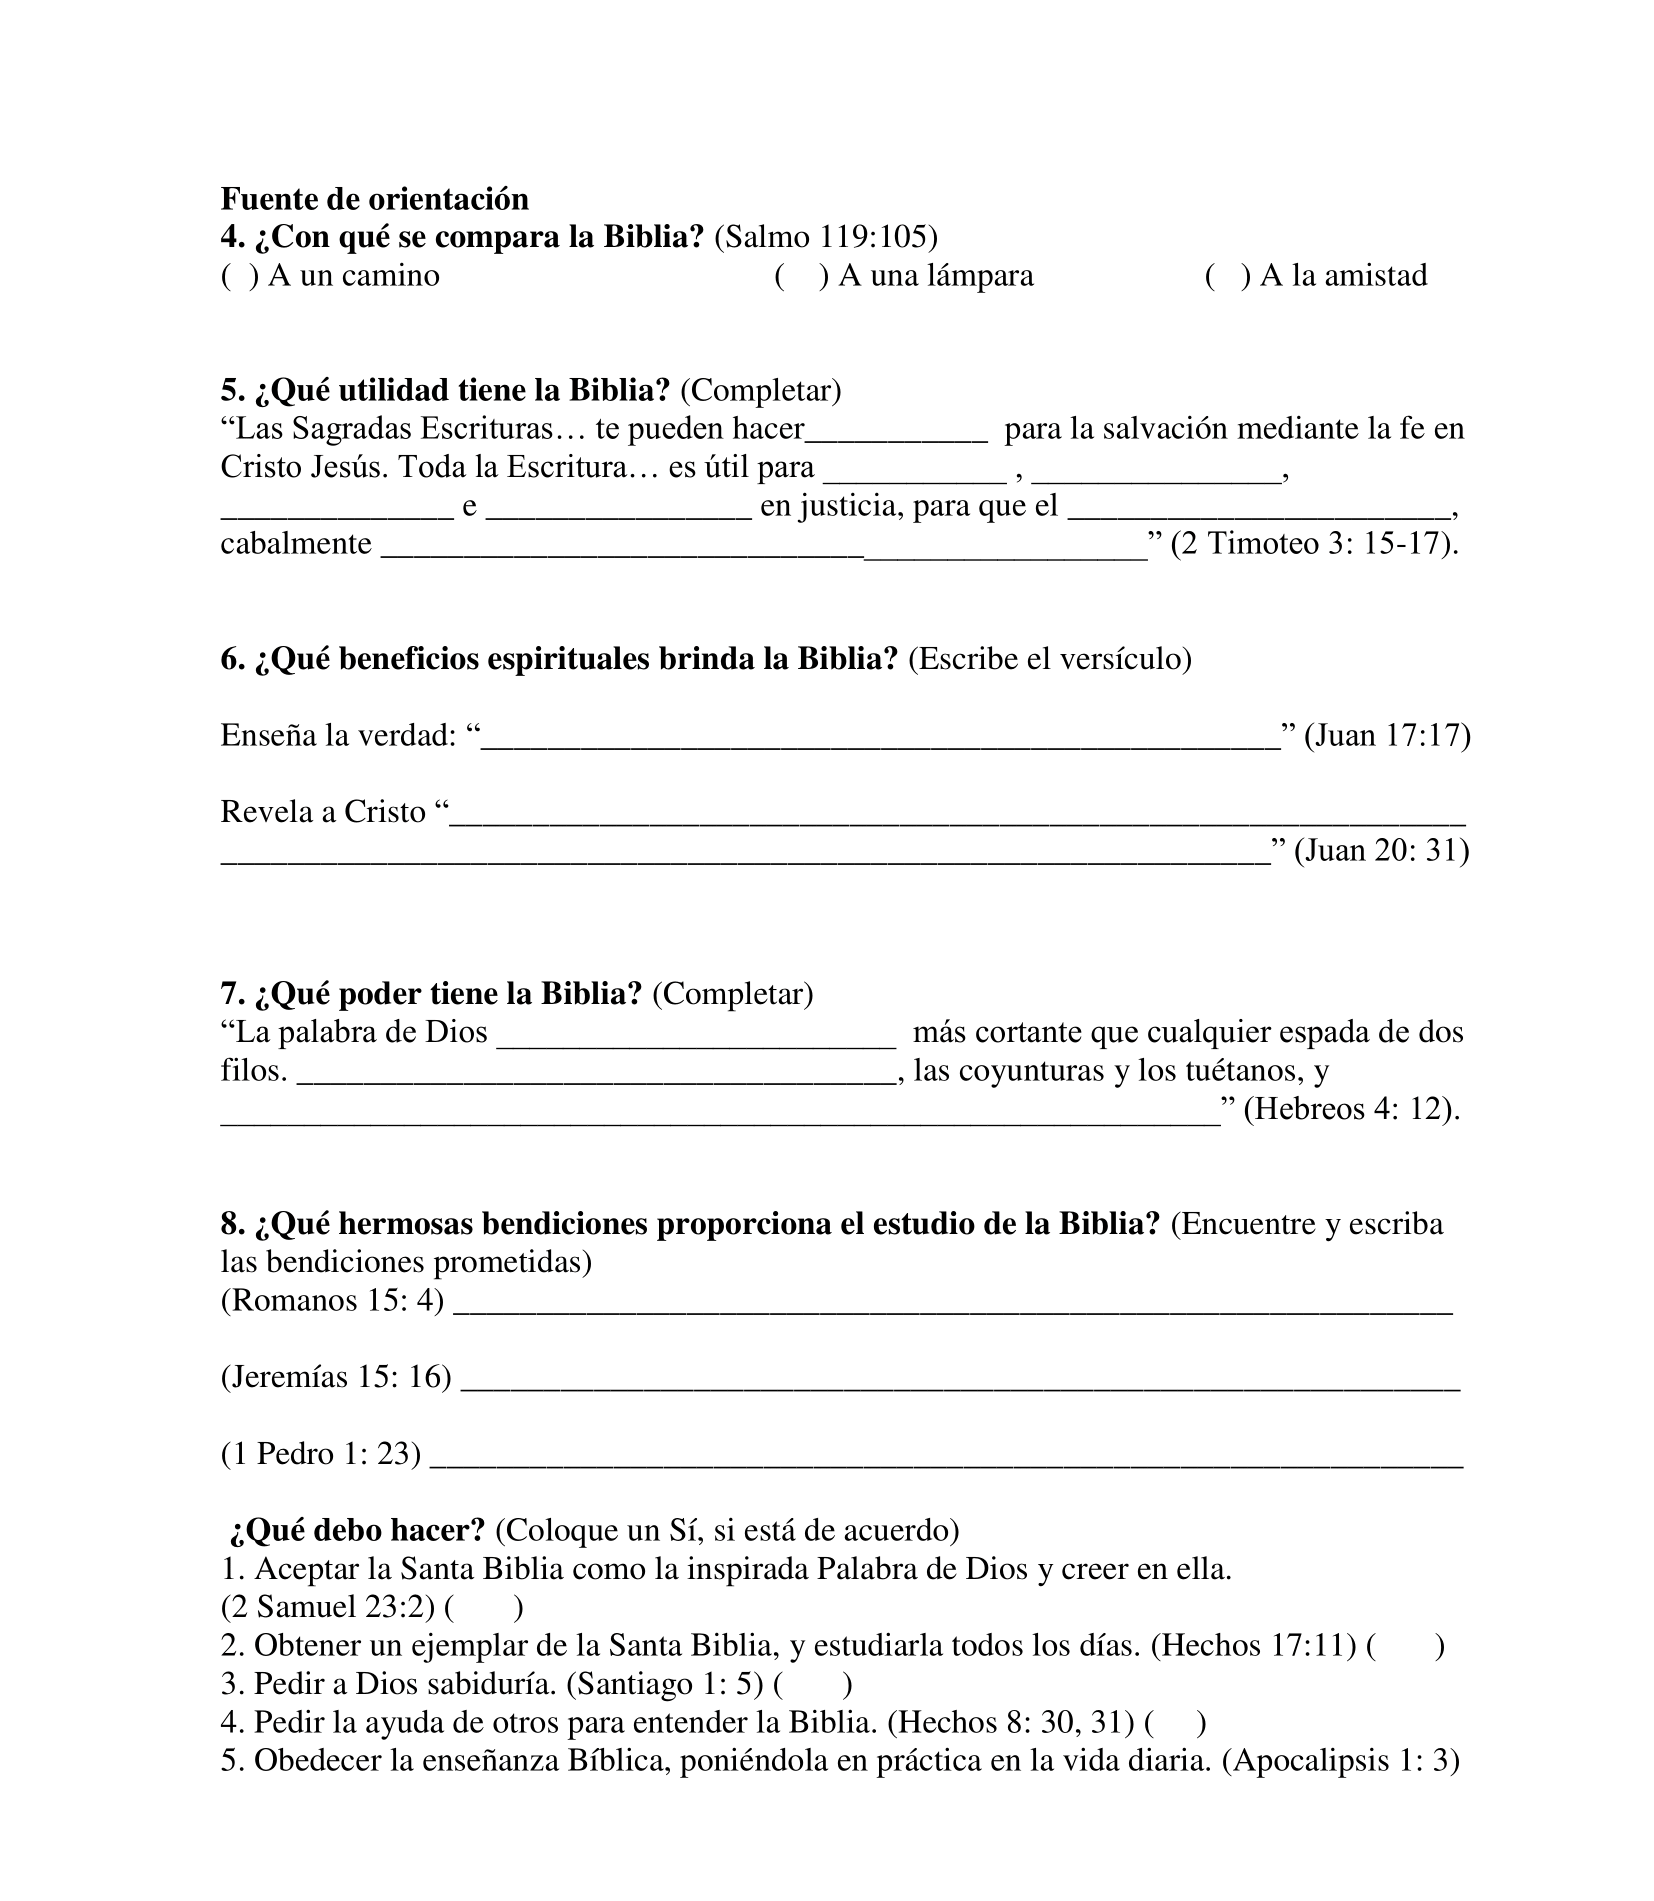 Fuente de orientación
4. ¿Con qué se compara la Biblia? (Salmo 119:105)
(  ) A un camino (    ) A una lámpara (   ) A la amistad
5. ¿Qué utilidad tiene la Biblia? (Completar)
“Las Sagradas Escrituras… te pueden hacer___________  para la salvación mediante la fe en
Cristo Jesús. Toda la Escritura… es útil para ___________ , _______________,
______________ e ________________ en justicia, para que el _______________________,
cabalmente ______________________________________________” (2 Timoteo 3: 15-17).
6. ¿Qué beneficios espirituales brinda la Biblia? (Escribe el versículo)
Enseña la verdad: “________________________________________________” (Juan 17:17)
Revela a Cristo “_____________________________________________________________
_______________________________________________________________” (Juan 20: 31)
7. ¿Qué poder tiene la Biblia? (Completar)
“La palabra de Dios ________________________  más cortante que cualquier espada de dos
filos. ____________________________________, las coyunturas y los tuétanos, y
____________________________________________________________” (Hebreos 4: 12).
8. ¿Qué hermosas bendiciones proporciona el estudio de la Biblia? (Encuentre y escriba
las bendiciones prometidas)
(Romanos 15: 4) ____________________________________________________________
(Jeremías 15: 16) ____________________________________________________________
(1 Pedro 1: 23) ______________________________________________________________
¿Qué debo hacer? (Coloque un Sí, si está de acuerdo)
1. Aceptar la Santa Biblia como la inspirada Palabra de Dios y creer en ella.
(2 Samuel 23:2) (       )
2. Obtener un ejemplar de la Santa Biblia, y estudiarla todos los días. (Hechos 17:11) (       )
3. Pedir a Dios sabiduría. (Santiago 1: 5) (       )
4. Pedir la ayuda de otros para entender la Biblia. (Hechos 8: 30, 31) (     )
5. Obedecer la enseñanza Bíblica, poniéndola en práctica en la vida diaria. (Apocalipsis 1: 3)